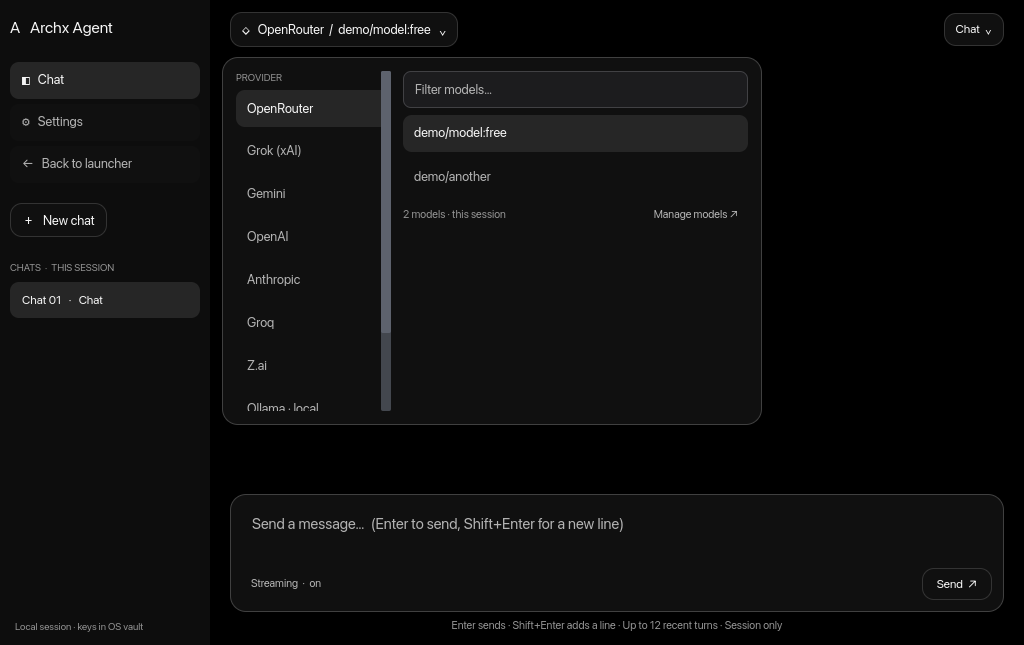 A Archx Agent
Chat
Settings
← Back to launcher
+ New chat
CHATS · THIS SESSION
Chat 01 · Chat
Local session · keys in OS vault
OpenRouter / demo/model:free
Chat
PROVIDER
OpenRouter
Grok (xAI)
Gemini
OpenAI
Anthropic
Groq
Z.ai
Ollama · local
Filter models...
demo/model:free
demo/another
2 models · this session
Manage models ↗
Send a message... (Enter to send, Shift+Enter for a new line)
Streaming · on
Send ↗
Enter sends · Shift+Enter adds a line · Up to 12 recent turns · Session only